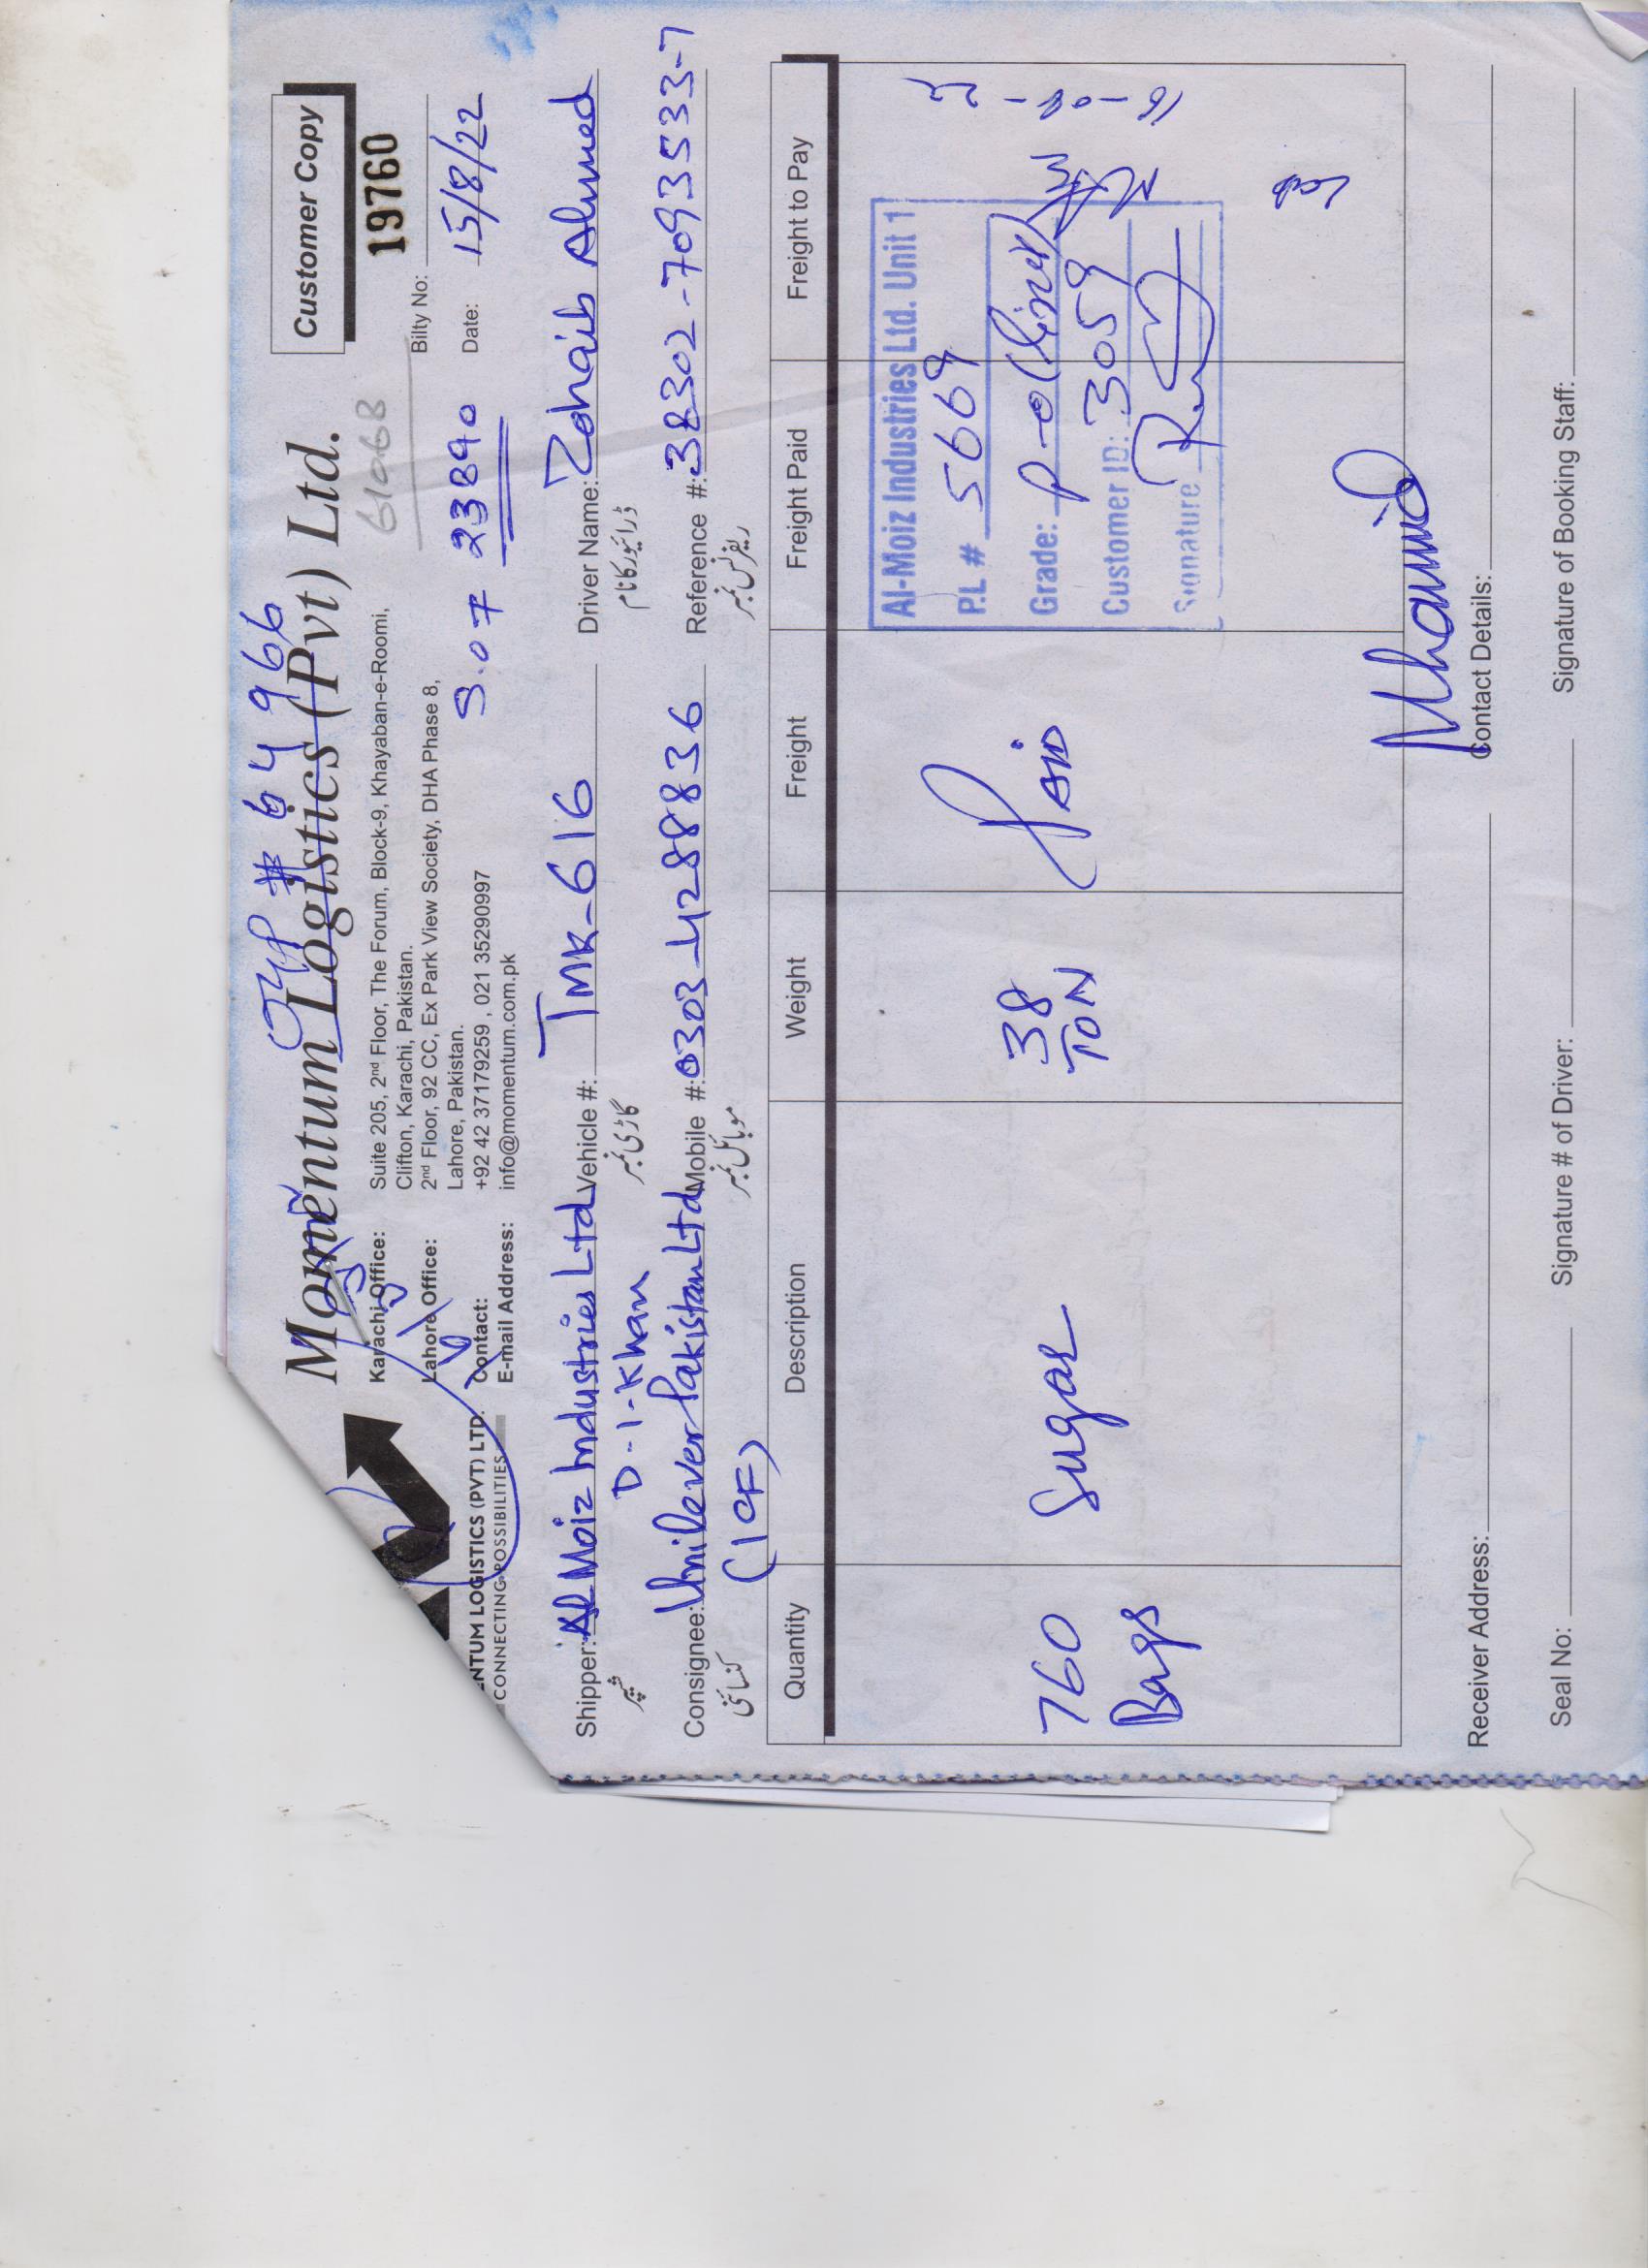 Customer Copy
19760
OGP # 64966
Momentum Logistics (Pvt) Ltd.
61068
Karachi Office: Suite 205, 2nd Floor, The Forum, Block-9, Khayaban-e-Roomi,
Clifton, Karachi, Pakistan.
Lahore Office: 2nd Floor, 92 CC, Ex Park View Society, DHA Phase 8,
Lahore, Pakistan.
Contact: +92 42 37179259 , 021 35290997
E-mail Address: info@momentum.com.pk
NTUM LOGISTICS (PVT) LTD.
CONNECTING POSSIBILITIES
Bilty No:
S.07 23890
Date: 15/8/22
Shipper: Al Moiz Industries Ltd Vehicle #: TMK-616 Driver Name: Zohaib Ahmed
شپر گاڑی نمبر ڈرائیور کا نام
D-I-Khan
Consignee: Unilever Pakistan Ltd Mobile #: 0303-4288836 Reference #: 38302-7093533-7
کنسائنی موبائل نمبر ریفرنس نمبر
(ICF)
Quantity Description Weight Freight Freight Paid Freight to Pay
760 Sugar 38 PAID
Bags TON
Al-Moiz Industries Ltd. Unit 1
P.L # 5669
Grade:
Customer ID: 3059
Signature
16-08-22
Receiver Address: Contact Details:
Seal No: Signature # of Driver: Signature of Booking Staff: